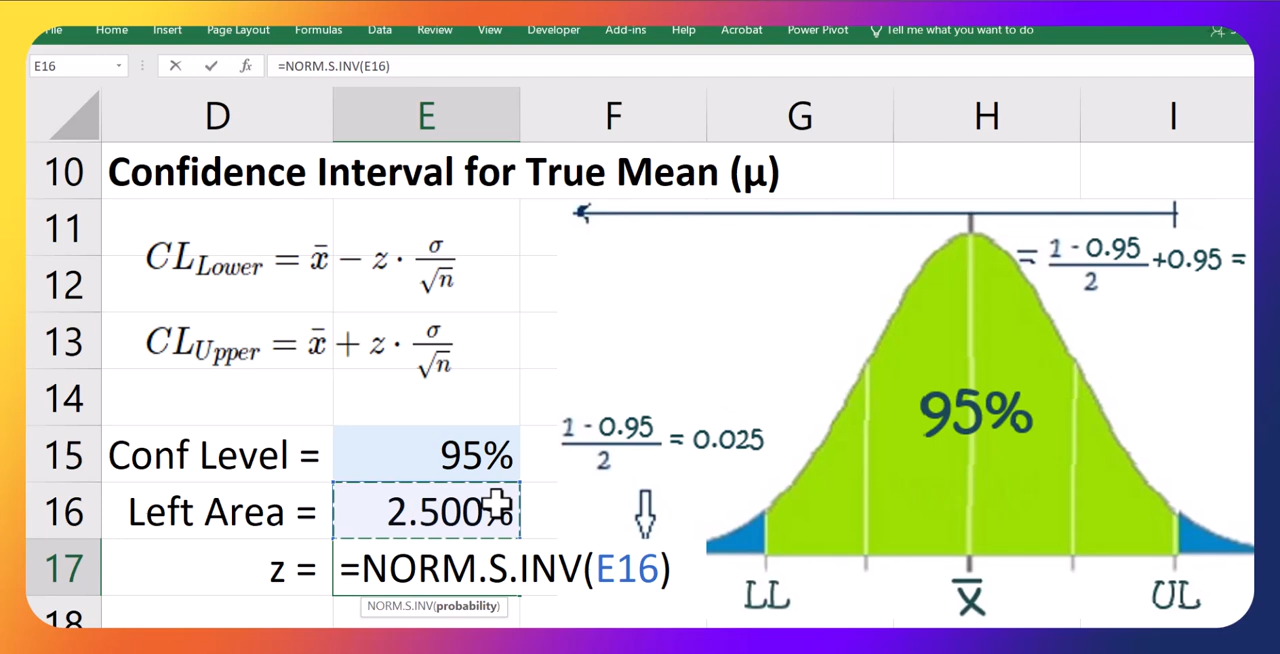 File Home Insert Page Layout Formulas Data Review View Developer Add-ins Help Acrobat Power Pivot Tell me what you want to do
E16 fx =NORM.S.INV(E16)
D E F G H I
10 Confidence Interval for True Mean (μ)
11
12
13
14
CL_Lower = x̄ − z · σ/√n
CL_Upper = x̄ + z · σ/√n
= (1 - 0.95)/2 +0.95 =
(1 - 0.95)/2 = 0.025
95%
15 Conf Level = 95%
16 Left Area = 2.500%
17 z = =NORM.S.INV(E16)
NORM.S.INV(probability)
18
LL X̄ UL